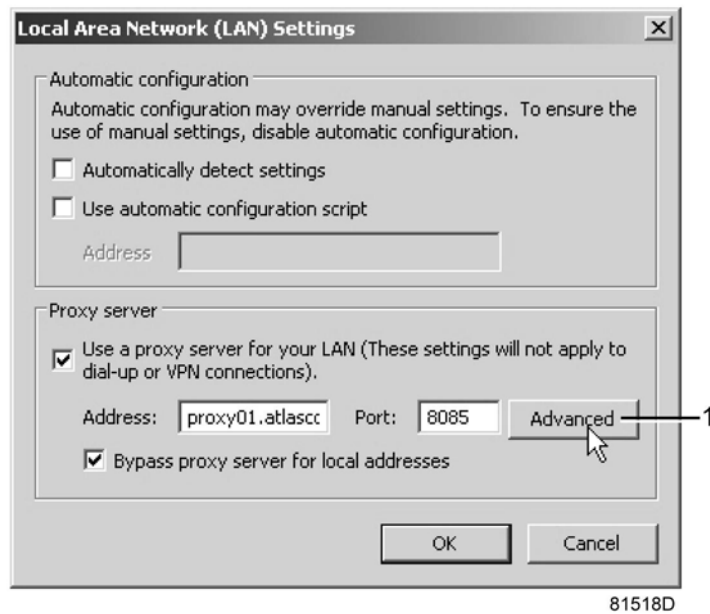 Local Area Network (LAN) Settings
Automatic configuration
Automatic configuration may override manual settings. To ensure the
use of manual settings, disable automatic configuration.
Automatically detect settings
Use automatic configuration script
Address
Proxy server
Use a proxy server for your LAN (These settings will not apply to
dial-up or VPN connections).
Address: proxy01.atlascc Port: 8085 Advanced 1
Bypass proxy server for local addresses
OK Cancel
81518D